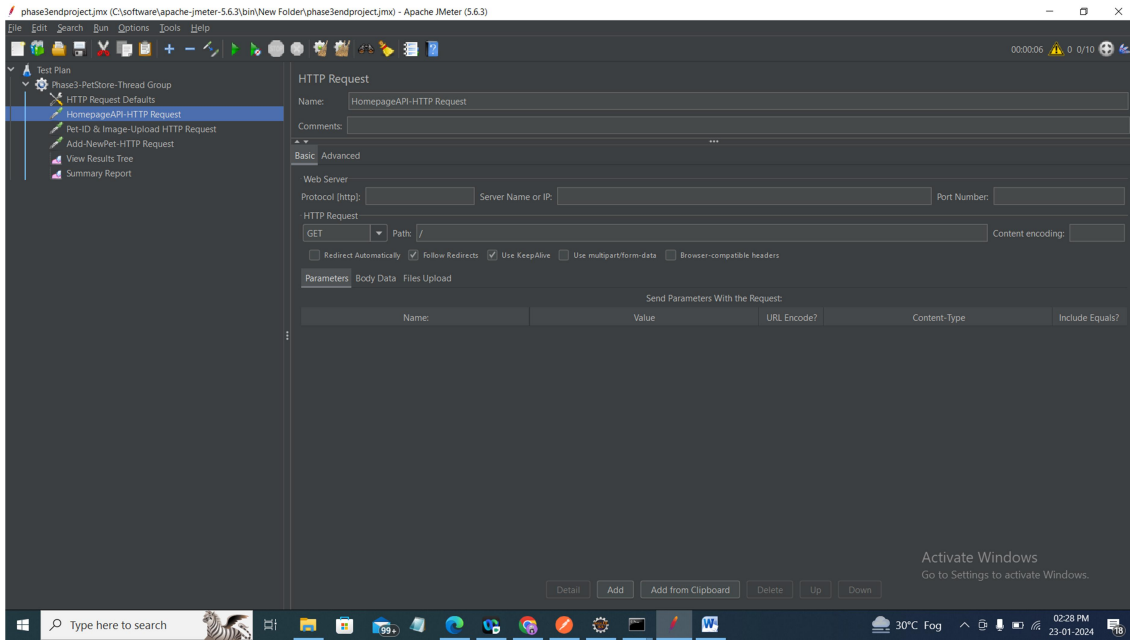 phase3endproject.jmx (C:\software\apache-jmeter-5.6.3\bin\New Folder\phase3endproject.jmx) - Apache JMeter (5.6.3)
File Edit Search Run Options Tools Help
00:00:06 0 0/10
Test Plan
Phase3-PetStore-Thread Group
HTTP Request Defaults
HomepageAPI-HTTP Request
Pet-ID & Image-Upload HTTP Request
Add-NewPet-HTTP Request
View Results Tree
Summary Report
HTTP Request
Name: HomepageAPI-HTTP Request
Comments:
Basic Advanced
Web Server
Protocol [http]: Server Name or IP: Port Number:
HTTP Request
GET Path: / Content encoding:
Redirect Automatically Follow Redirects Use KeepAlive Use multipart/form-data Browser-compatible headers
Parameters Body Data Files Upload
Send Parameters With the Request:
Name: Value URL Encode? Content-Type Include Equals?
Activate Windows
Go to Settings to activate Windows.
Detail Add Add from Clipboard Delete Up Down
Type here to search 99+ 30°C Fog 02:28 PM
23-01-2024 18